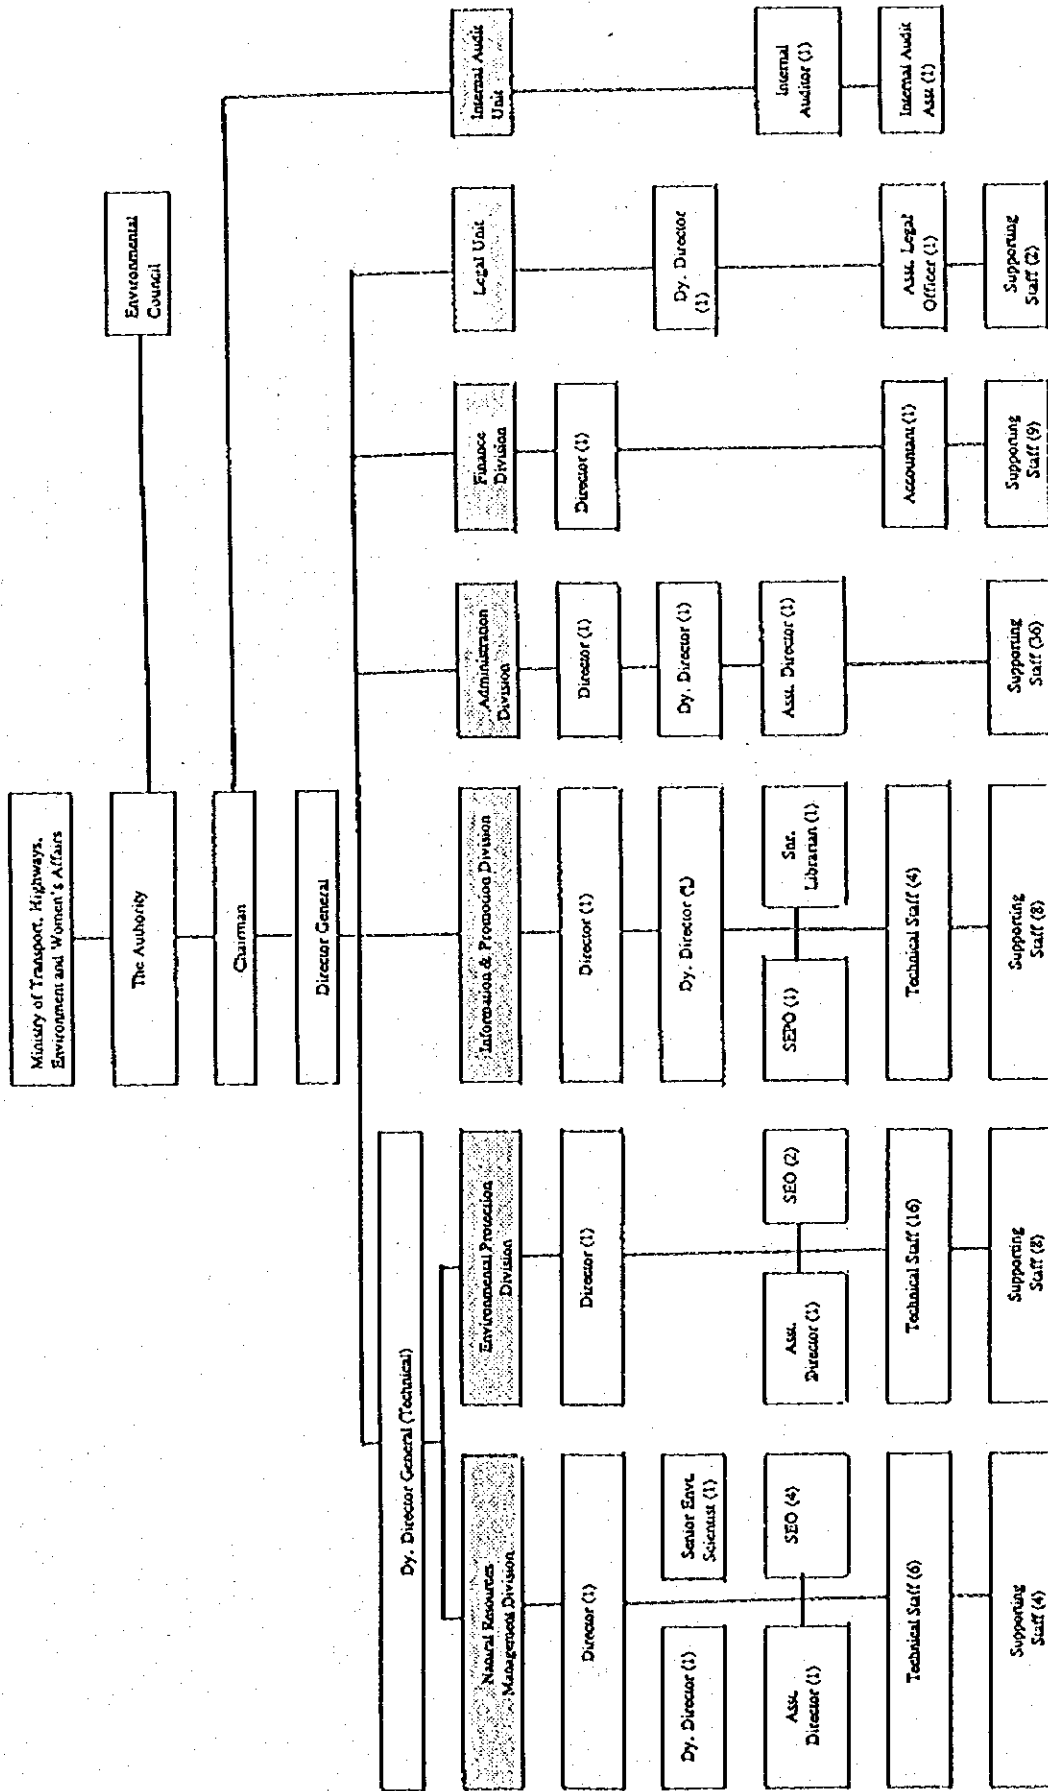 Ministry of Transport, Highways,
Environment and Women's Affairs
The Authority
Environmental
Council
Chairman
Director General
Dy. Director General (Technical)
Natural Resources
Management Division
Environmental Protection
Division
Information & Promotion Division
Administration
Division
Finance
Division
Legal Unit
Internal Audit
Unit
Director (1)
Director (1)
Director (1)
Director (1)
Director (1)
Dy. Director (1)
Senior Envt.
Scientist (1)
Dy. Director
Dy. Director (1)
Dy. Director
(1)
Asst.
Director (1)
SEO (4)
Asst.
Director (1)
SEO (2)
SEPO (1)
Snr.
Librarian (1)
Asst. Director (1)
Internal
Auditor (1)
Technical Staff (6)
Technical Staff (16)
Technical Staff (4)
Accountant (1)
Asst. Legal
Officer (1)
Internal Audit
Asst (1)
Supporting
Staff (4)
Supporting
Staff (8)
Supporting
Staff (8)
Supporting
Staff (36)
Supporting
Staff (9)
Supporting
Staff (2)